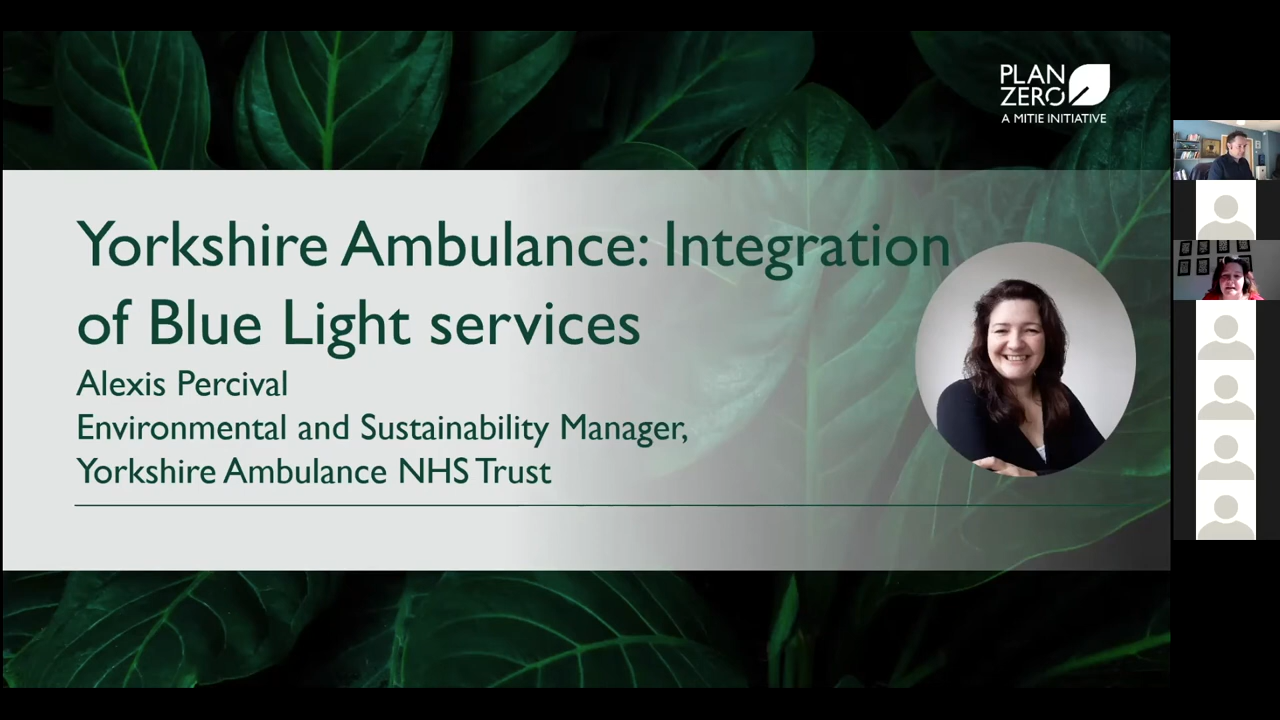 PLAN
ZERO
A MITIE INITIATIVE
Yorkshire Ambulance: Integration
of Blue Light services
Alexis Percival
Environmental and Sustainability Manager,
Yorkshire Ambulance NHS Trust